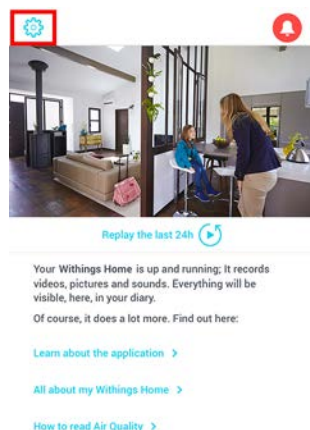 Replay the last 24h
Your Withings Home is up and running; It records
videos, pictures and sounds. Everything will be
visible, here, in your diary.
Of course, it does a lot more. Find out here:
Learn about the application >
All about my Withings Home >
How to read Air Quality >